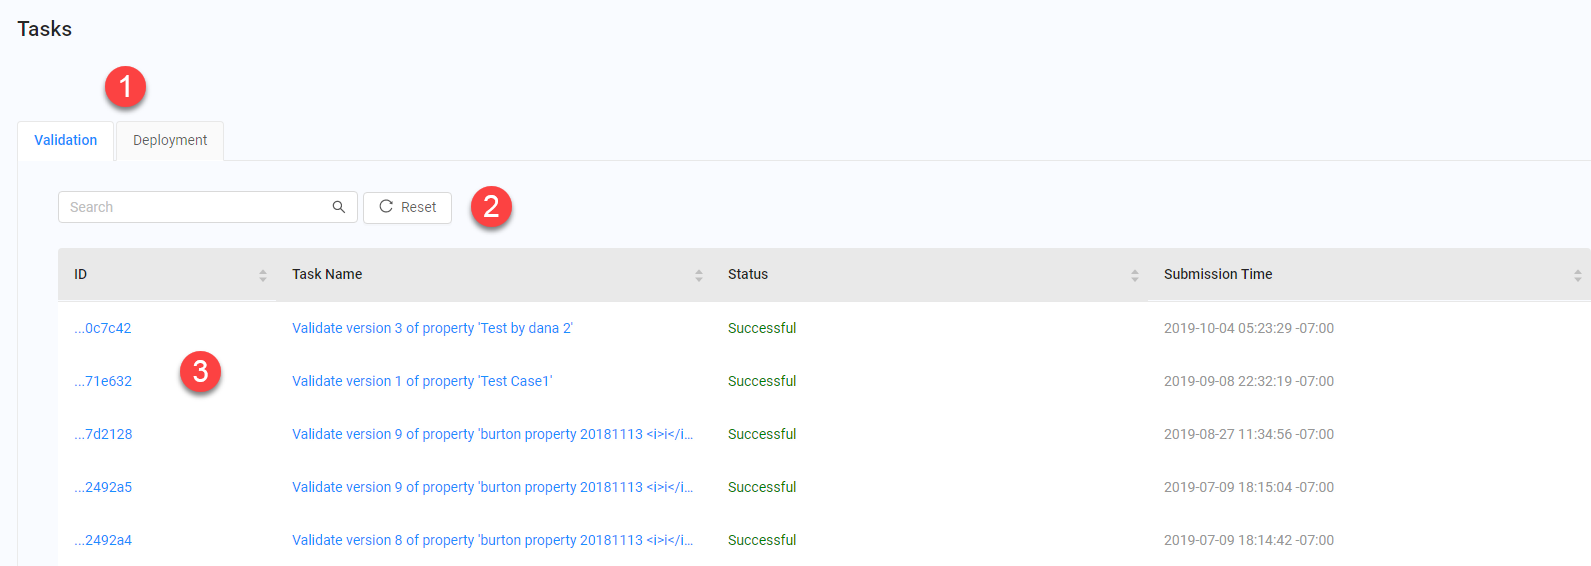 Tasks
1
Validation Deployment
Search Reset 2
ID Task Name Status Submission Time
...0c7c42 Validate version 3 of property 'Test by dana 2' Successful 2019-10-04 05:23:29 -07:00
3
...71e632 Validate version 1 of property 'Test Case1' Successful 2019-09-08 22:32:19 -07:00
...7d2128 Validate version 9 of property 'burton property 20181113 <i>i</i... Successful 2019-08-27 11:34:56 -07:00
...2492a5 Validate version 9 of property 'burton property 20181113 <i>i</i... Successful 2019-07-09 18:15:04 -07:00
...2492a4 Validate version 8 of property 'burton property 20181113 <i>i</i... Successful 2019-07-09 18:14:42 -07:00